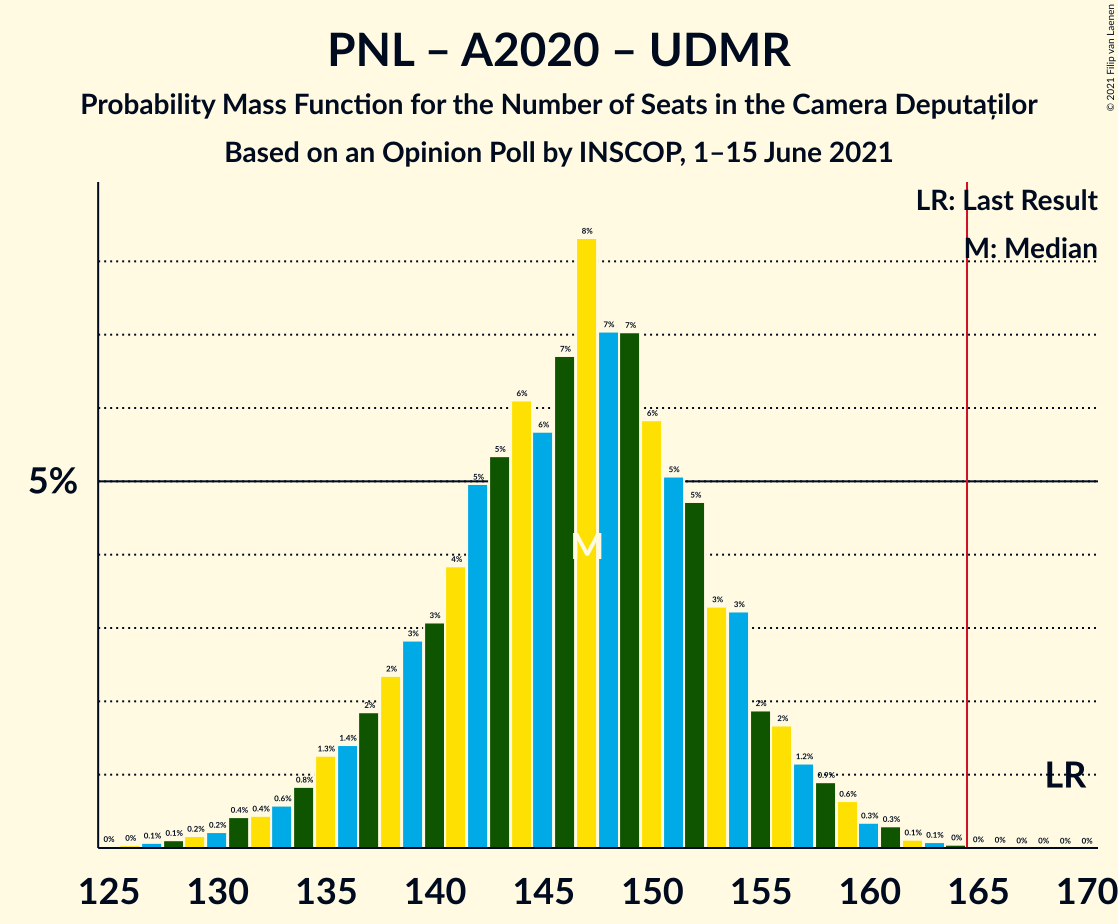 PNL – A2020 – UDMR
Probability Mass Function for the Number of Seats in the Camera Deputaților
Based on an Opinion Poll by INSCOP, 1–15 June 2021
© 2021 Filip van Laenen
LR: Last Result
M: Median
5%
0% 0% 0.1% 0.1% 0.2% 0.2% 0.4% 0.4% 0.6% 0.8% 1.3% 1.4% 2% 2% 3% 3% 4% 5% 5% 6% 6% 7% 8% 7% 7% 6% 5% 5% 3% 3% 2% 2% 1.2% 0.9% 0.6% 0.3% 0.3% 0.1% 0.1% 0% 0% 0% 0% 0% 0% 0%
M
LR
125 130 135 140 145 150 155 160 165 170